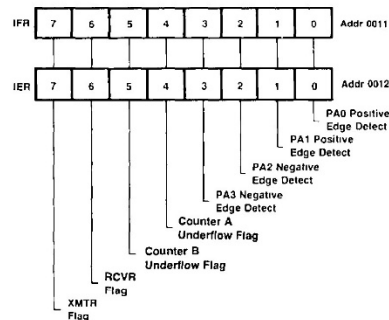 IFR 7 6 5 4 3 2 1 0 Addr 0011
IER 7 6 5 4 3 2 1 0 Addr 0012
PA0 Positive
Edge Detect
PA1 Positive
Edge Detect
PA2 Negative
Edge Detect
PA3 Negative
Edge Detect
Counter A
Underflow Flag
Counter B
Underflow Flag
RCVR
Flag
XMTR
Flag